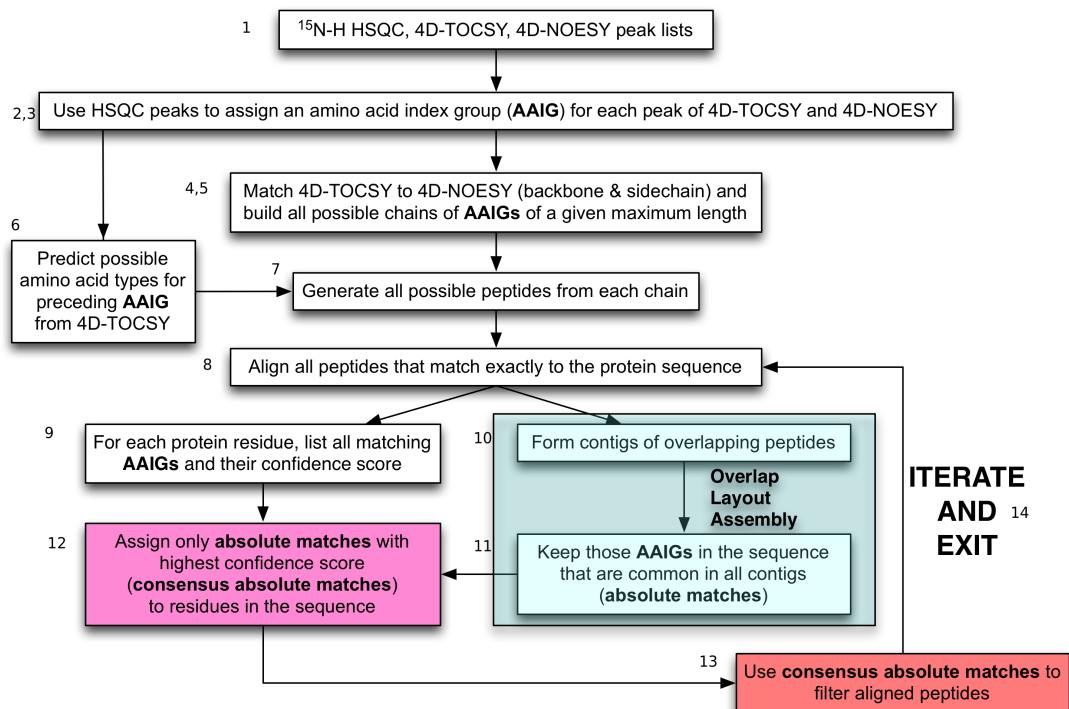 1
¹⁵N-H HSQC, 4D-TOCSY, 4D-NOESY peak lists
2,3
Use HSQC peaks to assign an amino acid index group (AAIG) for each peak of 4D-TOCSY and 4D-NOESY
4,5
Match 4D-TOCSY to 4D-NOESY (backbone & sidechain) and
build all possible chains of AAIGs of a given maximum length
6
Predict possible
amino acid types for
preceding AAIG
from 4D-TOCSY
7
Generate all possible peptides from each chain
8
Align all peptides that match exactly to the protein sequence
9
For each protein residue, list all matching
AAIGs and their confidence score
10
Form contigs of overlapping peptides
Overlap
Layout
Assembly
11
Keep those AAIGs in the sequence
that are common in all contigs
(absolute matches)
12
Assign only absolute matches with
highest confidence score
(consensus absolute matches)
to residues in the sequence
ITERATE
AND
EXIT
14
13
Use consensus absolute matches to
filter aligned peptides